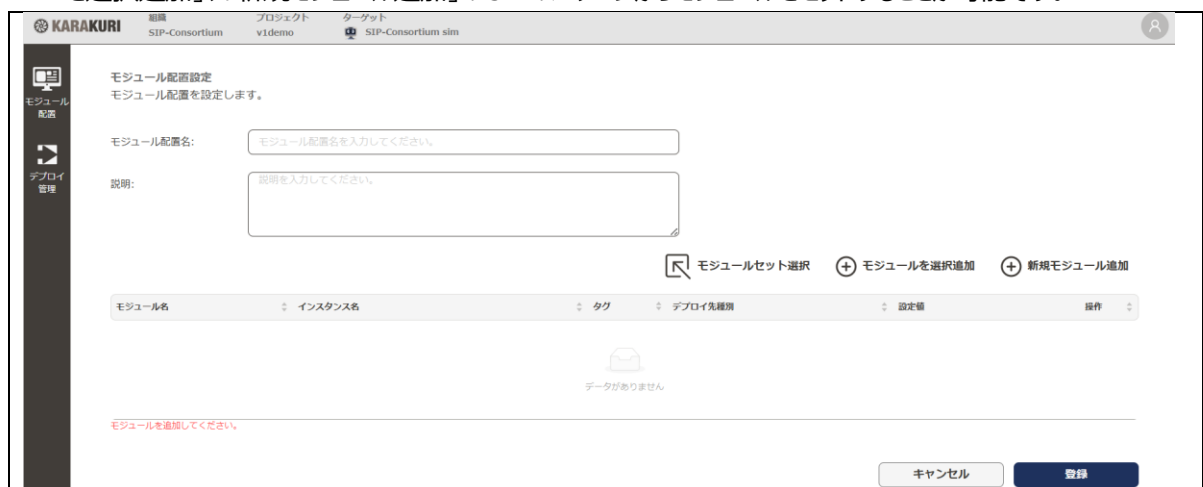 KARAKURI
組織
SIP-Consortium
プロジェクト
v1demo
ターゲット
SIP-Consortium sim
モジュール
配置
デプロイ
管理
モジュール配置設定
モジュール配置を設定します。
モジュール配置名:
モジュール配置名を入力してください。
説明:
説明を入力してください。
モジュールセット選択
モジュールを選択追加
新規モジュール追加
モジュール名
インスタンス名
タグ
デプロイ先種別
設定値
操作
データがありません
モジュールを追加してください。
キャンセル
登録